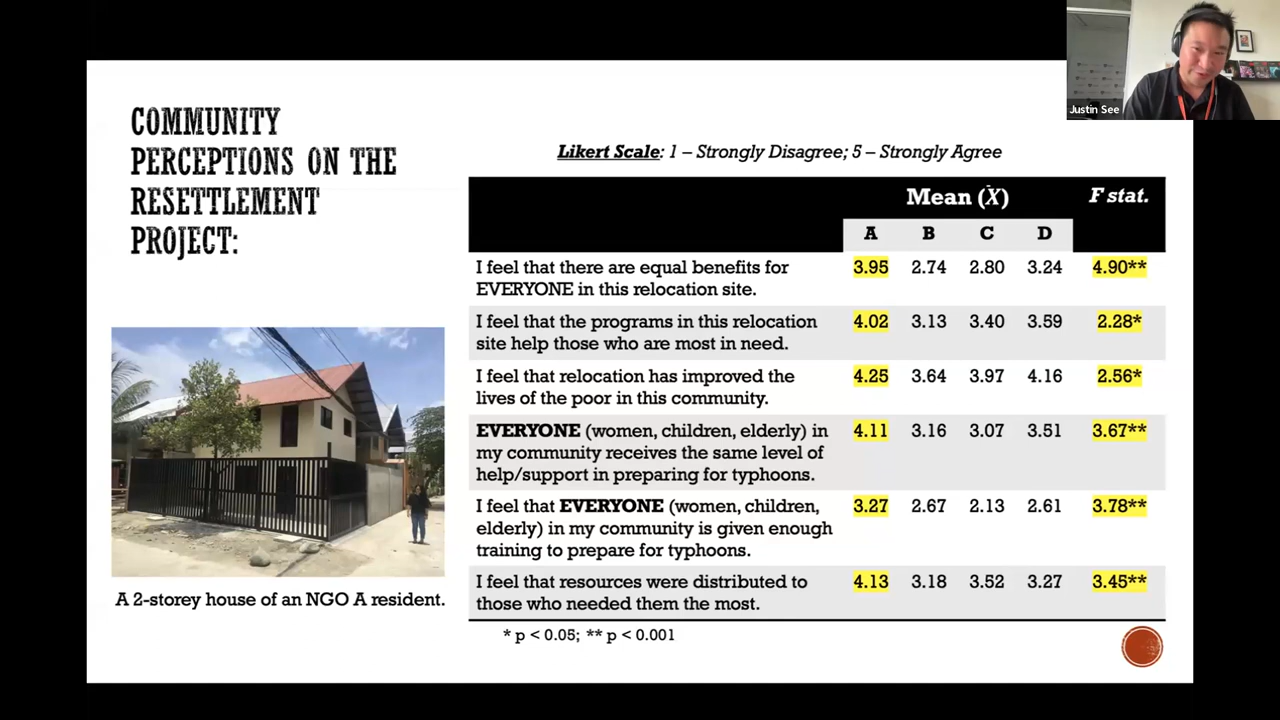 Justin See
COMMUNITY
PERCEPTIONS ON THE
RESETTLEMENT
PROJECT:
A 2-storey house of an NGO A resident.
Likert Scale: 1 – Strongly Disagree; 5 – Strongly Agree
Mean (X̄) F stat.
A B C D
I feel that there are equal benefits for 3.95 2.74 2.80 3.24 4.90**
EVERYONE in this relocation site.
I feel that the programs in this relocation 4.02 3.13 3.40 3.59 2.28*
site help those who are most in need.
I feel that relocation has improved the 4.25 3.64 3.97 4.16 2.56*
lives of the poor in this community.
EVERYONE (women, children, elderly) in 4.11 3.16 3.07 3.51 3.67**
my community receives the same level of
help/support in preparing for typhoons.
I feel that EVERYONE (women, children, 3.27 2.67 2.13 2.61 3.78**
elderly) in my community is given enough
training to prepare for typhoons.
I feel that resources were distributed to 4.13 3.18 3.52 3.27 3.45**
those who needed them the most.
* p < 0.05; ** p < 0.001